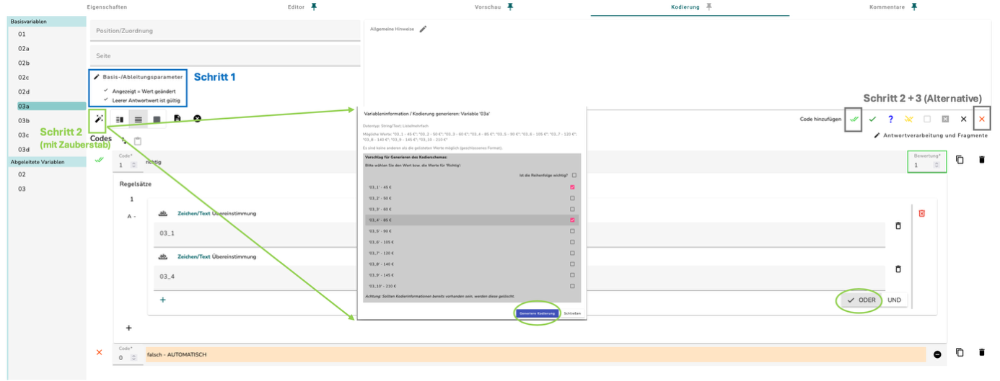 Eigenschaften
Editor
Vorschau
Kodierung
Kommentare
Basisvariablen
01
02a
02b
02c
02d
03a
03b
03c
03d
Abgeleitete Variablen
02
03
Position/Zuordnung
Seite
Allgemeine Hinweise
Basis-/Ableitungsparameter
Angezeigt = Wert geändert
Leerer Antwortwert ist gültig
Schritt 1
Schritt 2 + 3 (Alternative)
Code hinzufügen
Antwortverarbeitung und Fragmente
Schritt 2
(mit Zauberstab)
Codes
Code*
1
richtig
Bewertung*
1
Regelsätze
1
A -
Zeichen/Text Übereinstimmung
03_1
Zeichen/Text Übereinstimmung
03_4
+
ODER
UND
+
Code*
0
falsch - AUTOMATISCH
Variableninformation / Kodierung generieren: Variable '03a'
Datentyp: String/Text; Liste/mehrfach
Mögliche Werte: "03_1 - 45 €"; "03_2 - 50 €"; "03_3 - 60 €"; "03_4 - 85 €"; "03_5 - 90 €"; "03_6 - 105 €"; "03_7 - 120 €";
"03_8 - 140 €"; "03_9 - 145 €"; "03_10 - 210 €"
Es sind keine anderen als die gelisteten Werte möglich (geschlossenes Format).
Vorschlag für Generieren des Kodierschemas:
Bitte wählen Sie den Wert bzw. die Werte für 'Richtig':
Ist die Reihenfolge wichtig?
'03_1' - 45 €
'03_2' - 50 €
'03_3' - 60 €
'03_4' - 85 €
'03_5' - 90 €
'03_6' - 105 €
'03_7' - 120 €
'03_8' - 140 €
'03_9' - 145 €
'03_10' - 210 €
Achtung: Sollten Kodierinformationen bereits vorhanden sein, werden diese gelöscht.
Generiere Kodierung
Schließen